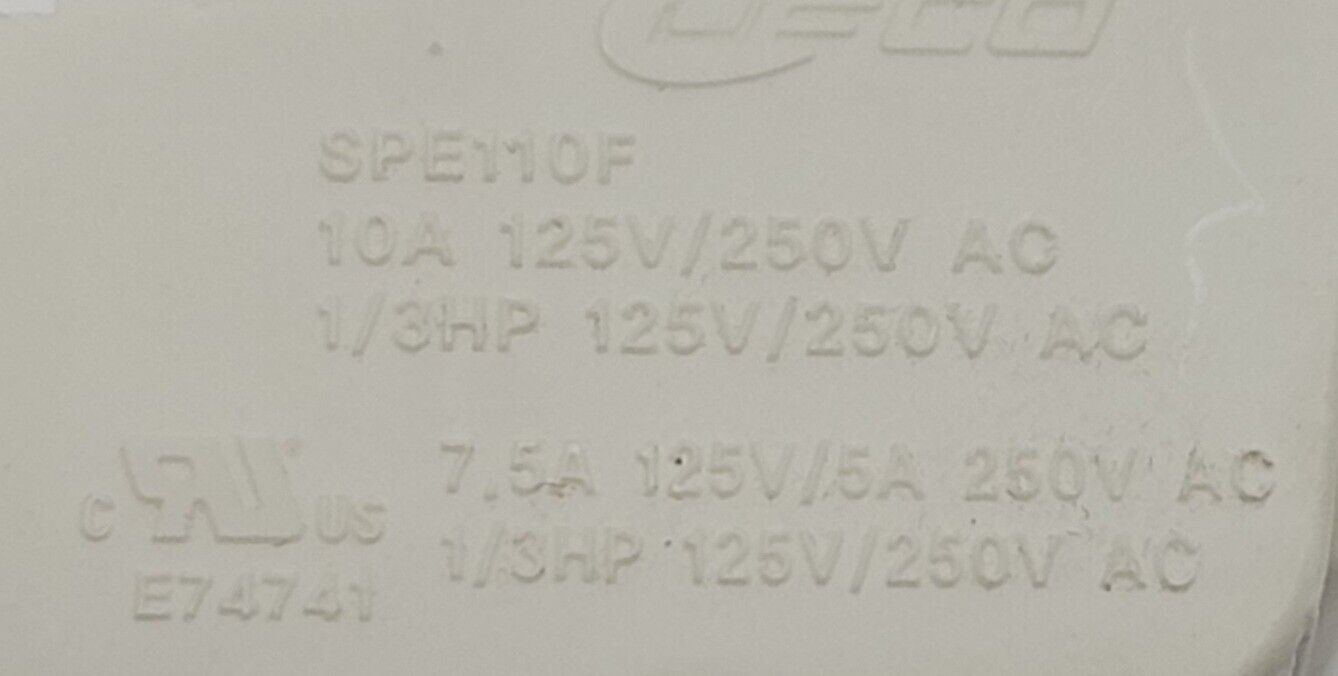 SPE110F
10A 125V/250V AC
1/3HP 125V/250V AC
7.5A 125V/5A 250V AC
1/3HP 125V/250V AC
C US
E74741